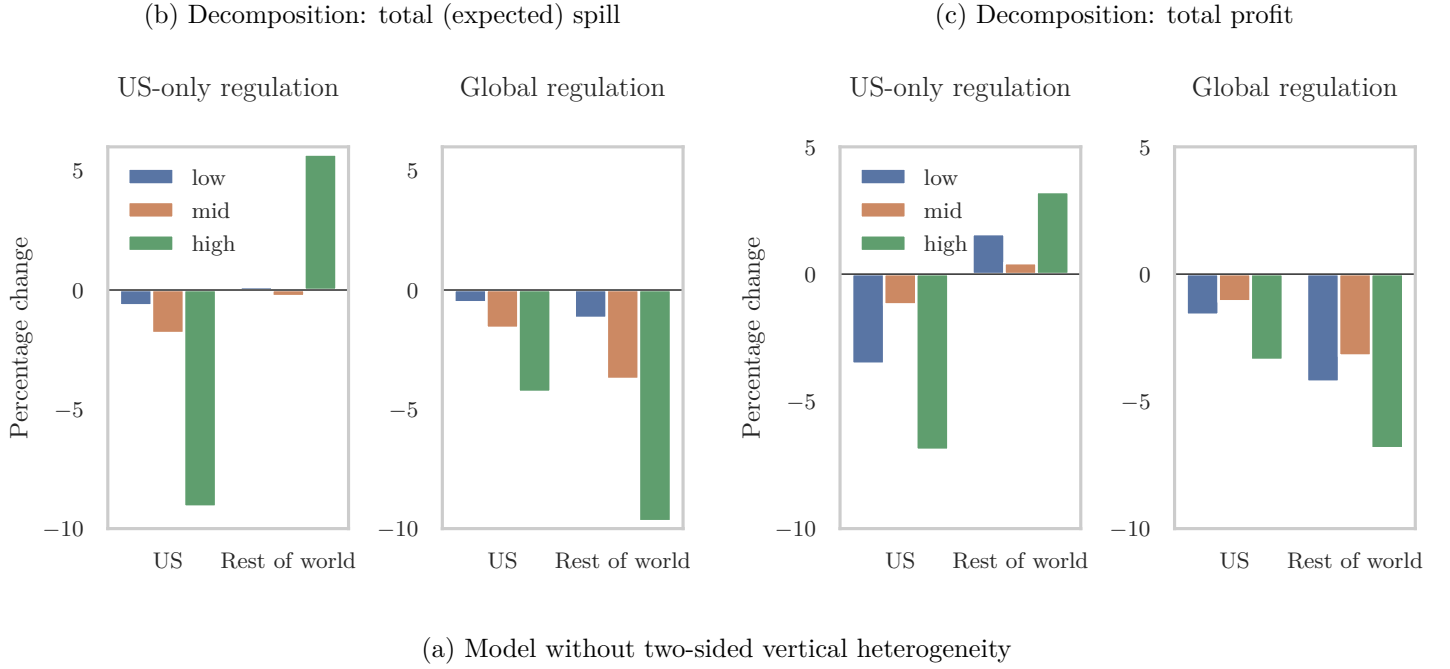 (b) Decomposition: total (expected) spill
(c) Decomposition: total profit
US-only regulation
Global regulation
US-only regulation
Global regulation
Percentage change
5
0
−5
−10
low
mid
high
US
Rest of world
0
−5
−10
US
Rest of world
Percentage change
5
0
−5
−10
low
mid
high
US
Rest of world
5
0
−5
−10
US
Rest of world
(a) Model without two-sided vertical heterogeneity